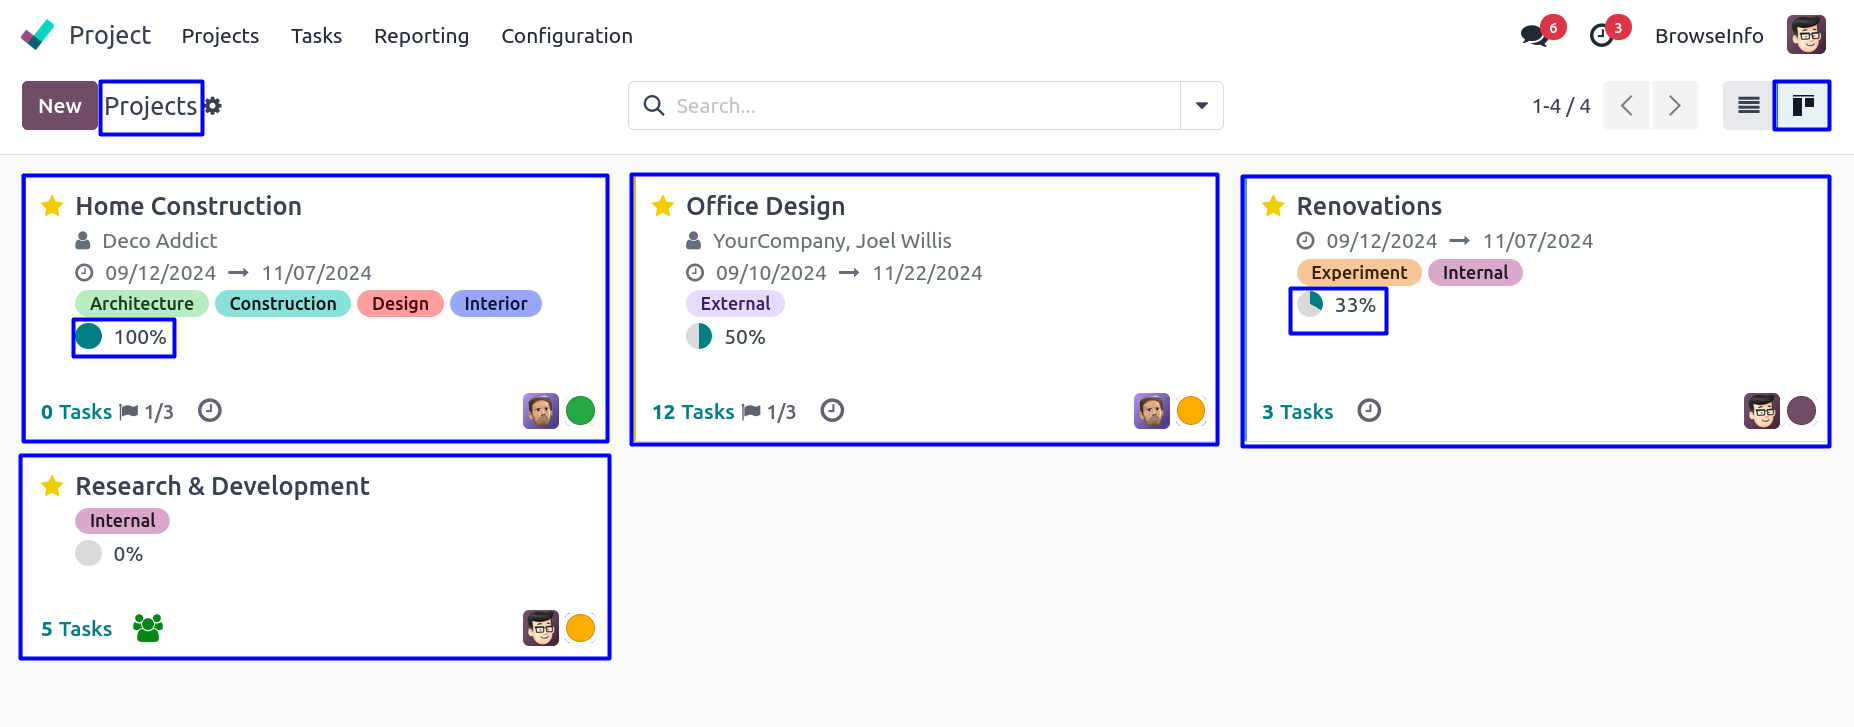 Project Projects Tasks Reporting Configuration 6 3 BrowseInfo
New Projects Search... 1-4 / 4
Home Construction
Deco Addict
09/12/2024 → 11/07/2024
Architecture Construction Design Interior
100%
0 Tasks 1/3
Office Design
YourCompany, Joel Willis
09/10/2024 → 11/22/2024
External
50%
12 Tasks 1/3
Renovations
09/12/2024 → 11/07/2024
Experiment Internal
33%
3 Tasks
Research & Development
Internal
0%
5 Tasks